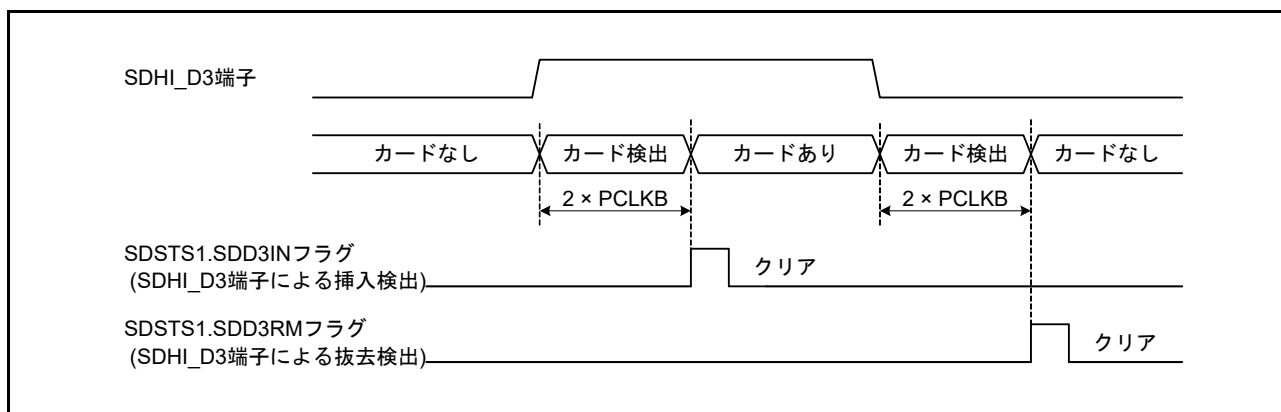 SDHI_D3端子
カードなし
カード検出
カードあり
カード検出
カードなし
2 × PCLKB
2 × PCLKB
SDSTS1.SDD3INフラグ
(SDHI_D3端子による挿入検出)
クリア
SDSTS1.SDD3RMフラグ
(SDHI_D3端子による抜去検出)
クリア